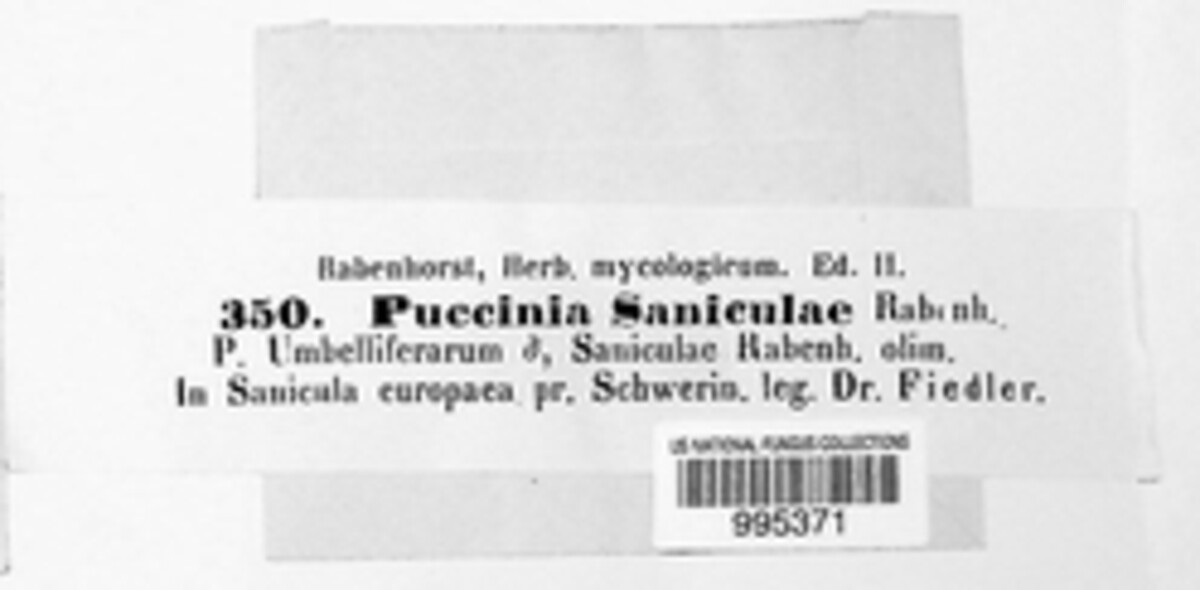 Rabenhorst, Herb. mycologicum. Ed. II.
350. Puccinia Saniculae Rabenh.
P. Umbelliferarum ∂, Saniculae Rabenh. olim.
In Sanicula europaea pr. Schwerin. leg. Dr. Fiedler.
US NATIONAL FUNGUS COLLECTIONS
995371